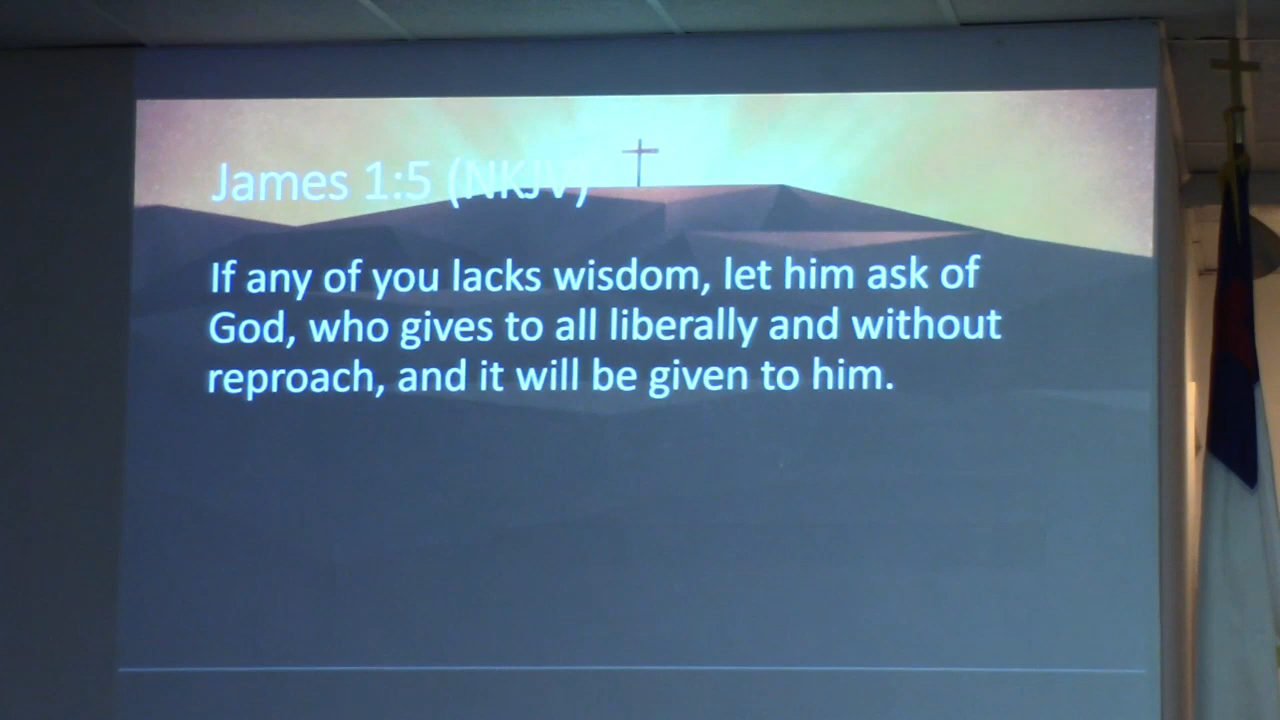 James 1:5 (NKJV)
If any of you lacks wisdom, let him ask of
God, who gives to all liberally and without
reproach, and it will be given to him.